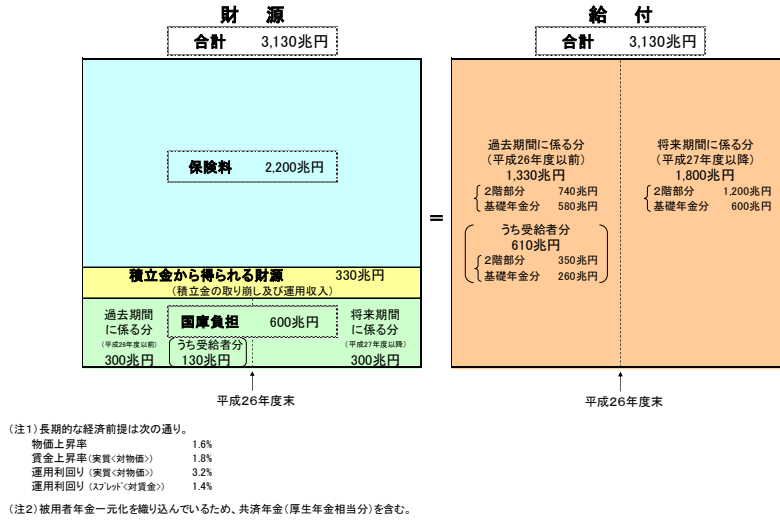 財　源
合計　3,130兆円
保険料　2,200兆円
積立金から得られる財源　330兆円
（積立金の取り崩し及び運用収入）
過去期間
に係る分
（平成26年度以前）
300兆円
国庫負担　600兆円
うち受給者分
130兆円
将来期間
に係る分
（平成27年度以降）
300兆円
平成26年度末
＝
給　付
合計　3,130兆円
過去期間に係る分
（平成26年度以前）
1,330兆円
2階部分　740兆円
基礎年金分　580兆円
うち受給者分
610兆円
2階部分　350兆円
基礎年金分　260兆円
将来期間に係る分
（平成27年度以降）
1,800兆円
2階部分　1,200兆円
基礎年金分　600兆円
平成26年度末
（注1）長期的な経済前提は次の通り。
物価上昇率　1.6%
賃金上昇率（実質<対物価>）　1.8%
運用利回り（実質<対物価>）　3.2%
運用利回り（ｽﾌﾟﾚｯﾄﾞ<対賃金>）　1.4%
（注2）被用者年金一元化を織り込んでいるため、共済年金（厚生年金相当分）を含む。